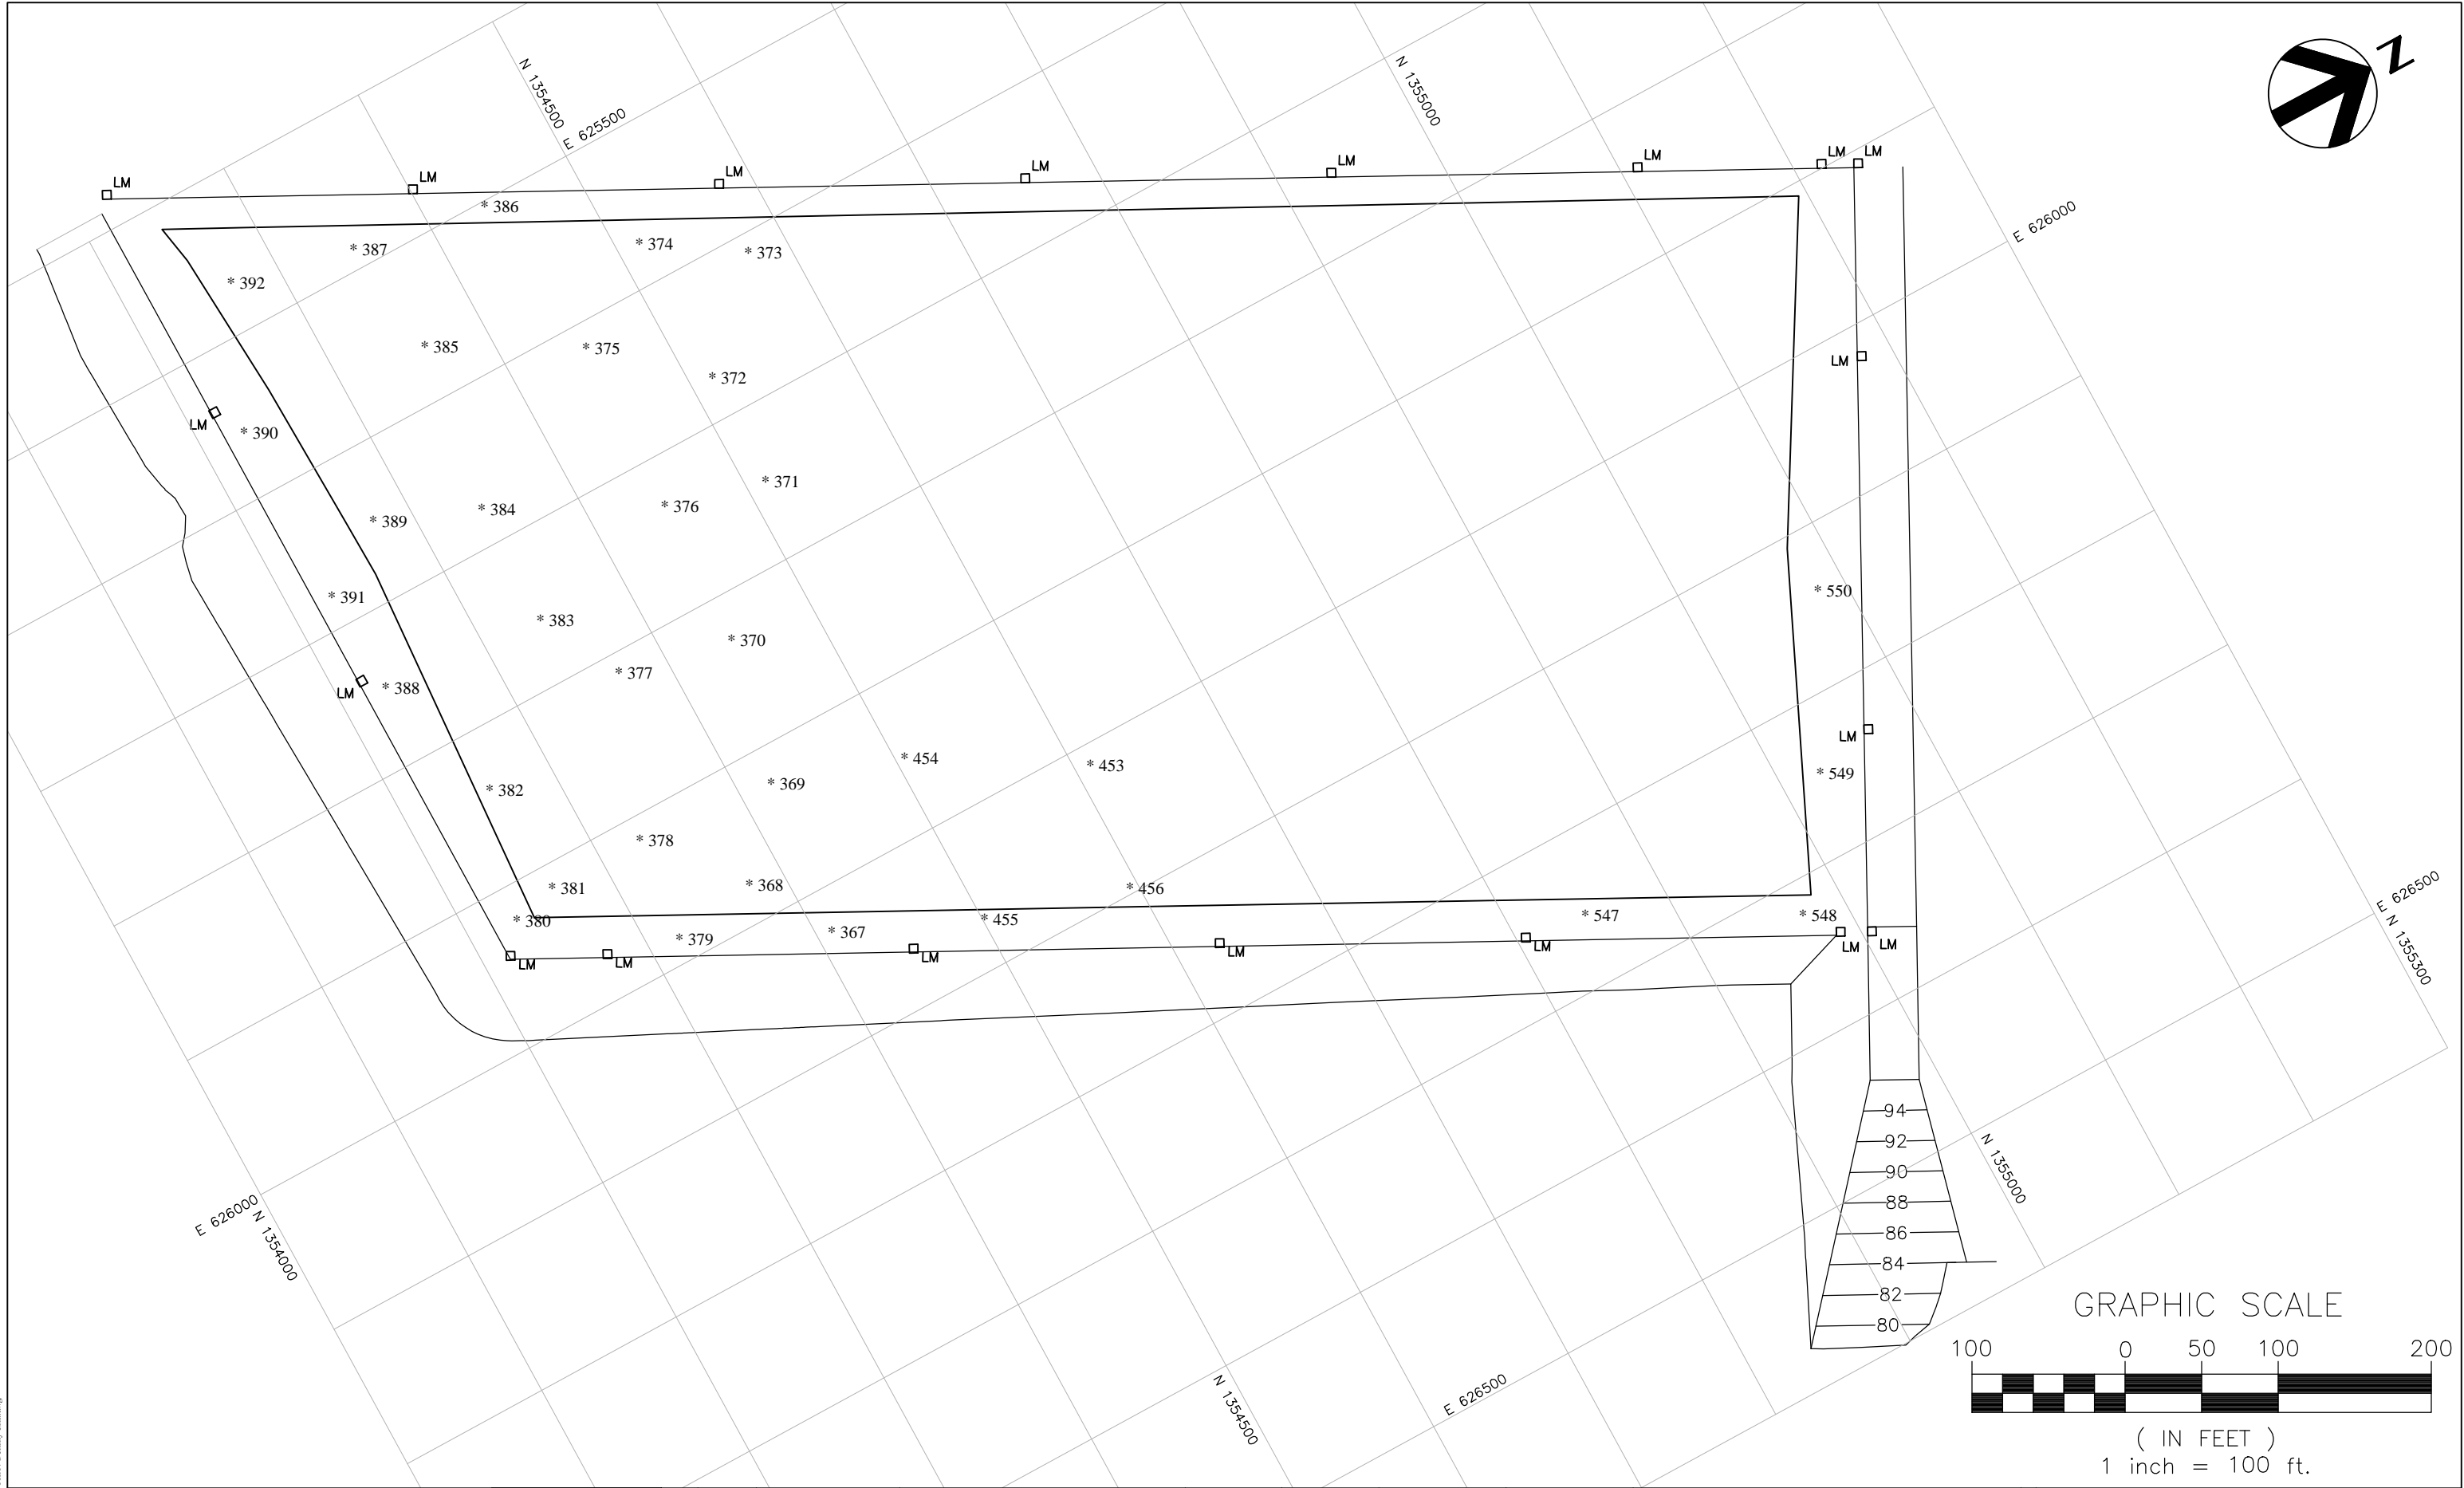 Z
N 1354500
E 625500
N 1355000
LM
LM
LM
LM
LM
LM
LM
LM
* 386
* 387
* 374
* 373
* 392
E 626000
* 385
* 375
* 372
LM
LM
* 390
* 371
* 376
* 384
* 389
* 550
* 391
* 383
* 370
* 377
LM
* 388
LM
* 454
* 453
* 549
* 369
* 382
* 378
* 381
* 368
* 456
E 626500
* 380
* 455
* 547
* 548
* 367
* 379
LM
LM
LM
LM
LM
LM
LM
N 1355300
94
92
90
88
86
84
82
80
N 1355000
E 626000
N 1354000
N 1354500
E 626500
GRAPHIC SCALE
100 0 50 100 200
( IN FEET )
1 inch = 100 ft.